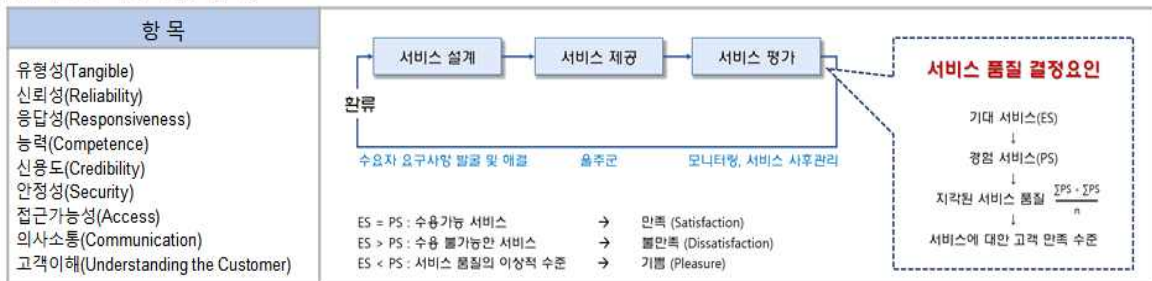 항 목
유형성(Tangible)
신뢰성(Reliability)
응답성(Responsiveness)
능력(Competence)
신용도(Credibility)
안정성(Security)
접근가능성(Access)
의사소통(Communication)
고객이해(Understanding the Customer)
서비스 설계
서비스 제공
서비스 평가
환류
수요자 요구사항 발굴 및 해결
울주군
모니터링, 서비스 사후관리
ES = PS : 수용가능 서비스 → 만족 (Satisfaction)
ES > PS : 수용 불가능한 서비스 → 불만족 (Dissatisfaction)
ES < PS : 서비스 품질의 이상적 수준 → 기쁨 (Pleasure)
서비스 품질 결정요인
기대 서비스(ES)
↓
경험 서비스(PS)
↓
지각된 서비스 품질 ∑PS - ∑PS
n
↓
서비스에 대한 고객 만족 수준